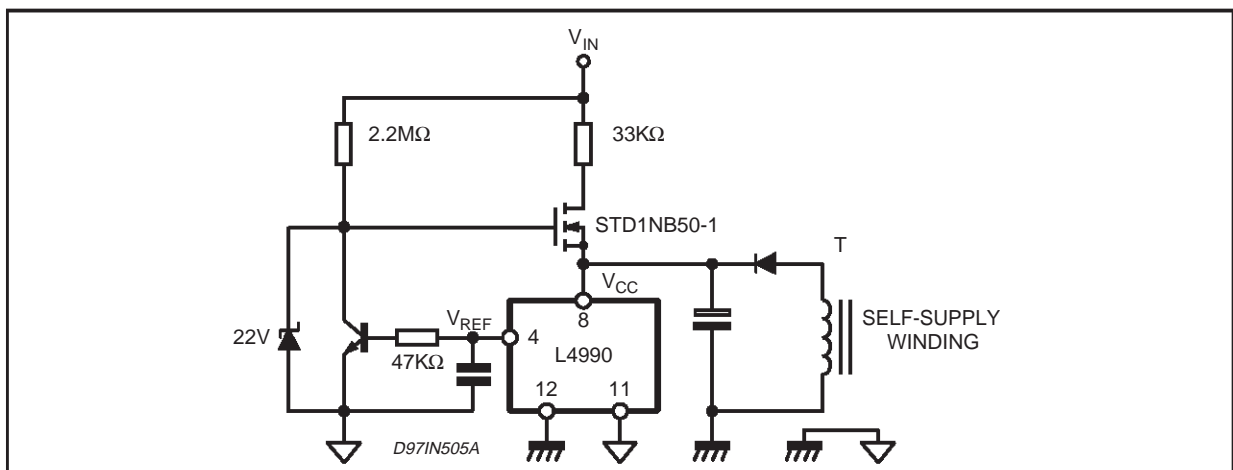 V_IN
2.2MΩ
33KΩ
STD1NB50-1
T
V_CC
8
SELF-SUPPLY
WINDING
V_REF
4
L4990
22V
47KΩ
12
11
D97IN505A